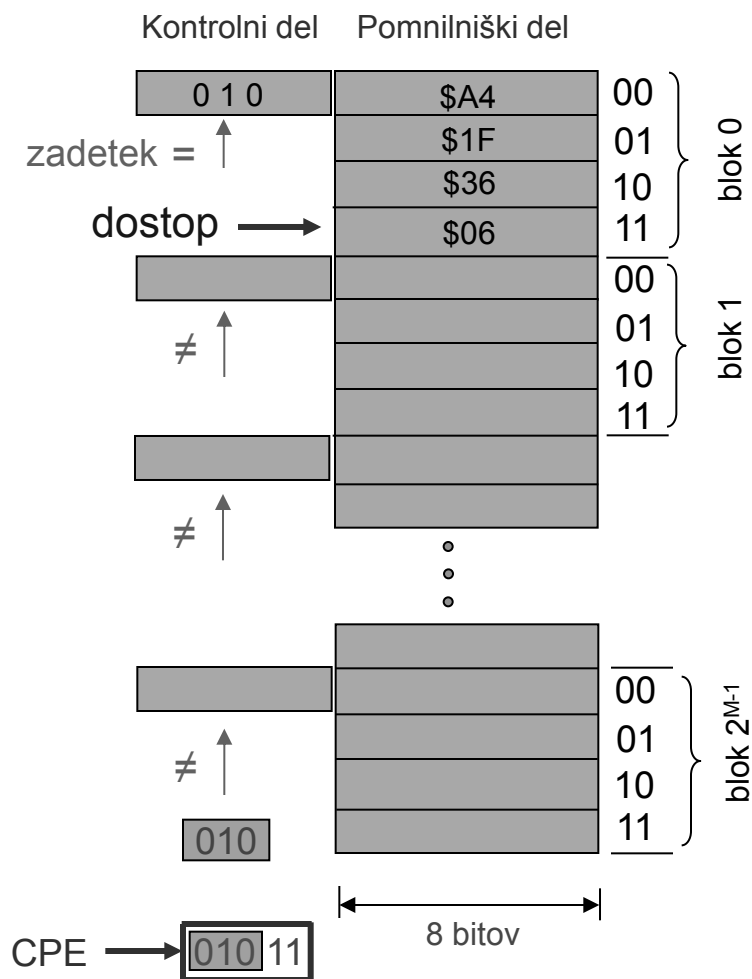 Kontrolni del Pomnilniški del
0 1 0 $A4 00
zadetek = $1F 01
$36 10
dostop $06 11
blok 0
00
≠ 01
10
11
blok 1
≠
00
≠ 01
10
010 11
blok 2^M-1
8 bitov
CPE 010 11